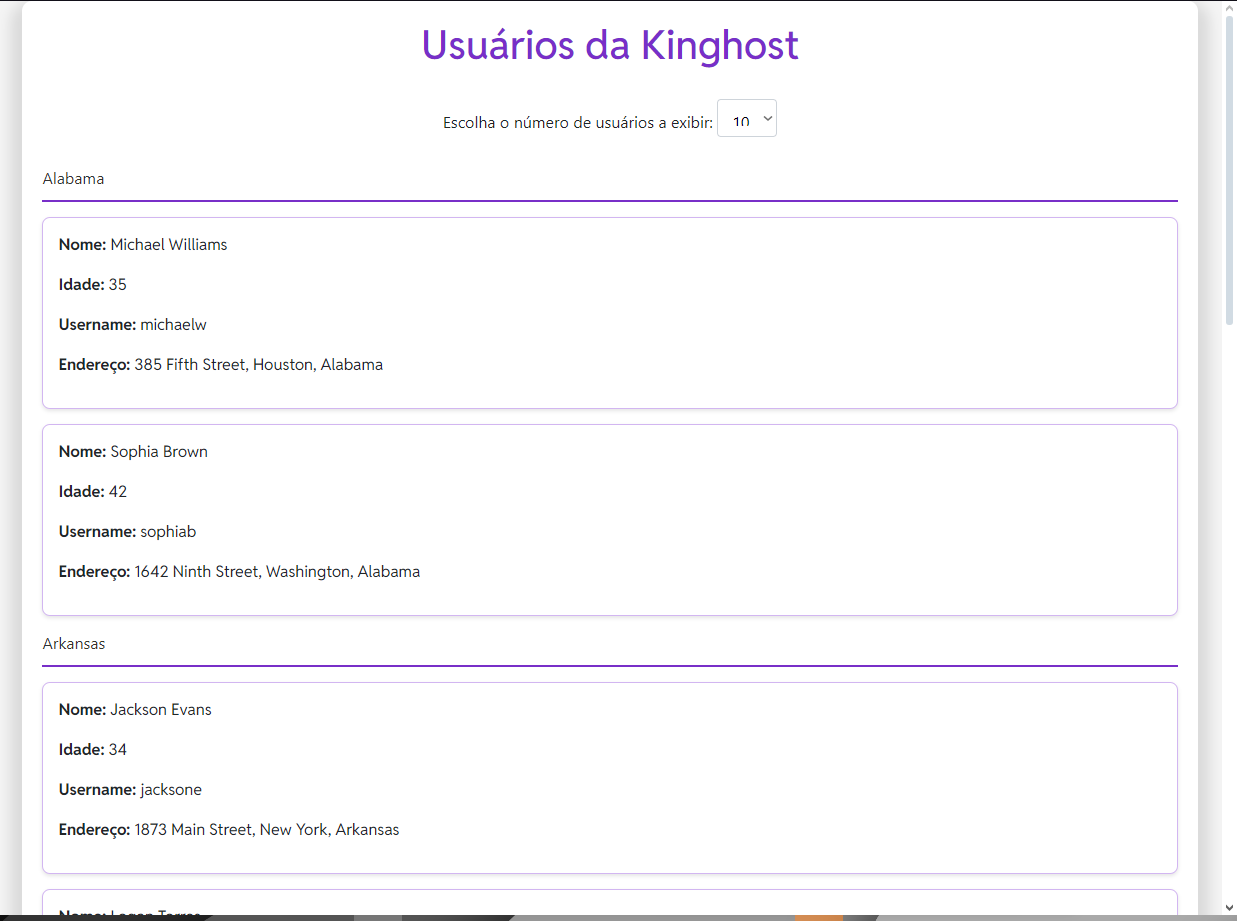 Usuários da Kinghost
Escolha o número de usuários a exibir: 10
Alabama
Nome: Michael Williams
Idade: 35
Username: michaelw
Endereço: 385 Fifth Street, Houston, Alabama
Nome: Sophia Brown
Idade: 42
Username: sophiab
Endereço: 1642 Ninth Street, Washington, Alabama
Arkansas
Nome: Jackson Evans
Idade: 34
Username: jacksone
Endereço: 1873 Main Street, New York, Arkansas
Nome: Logan Torres